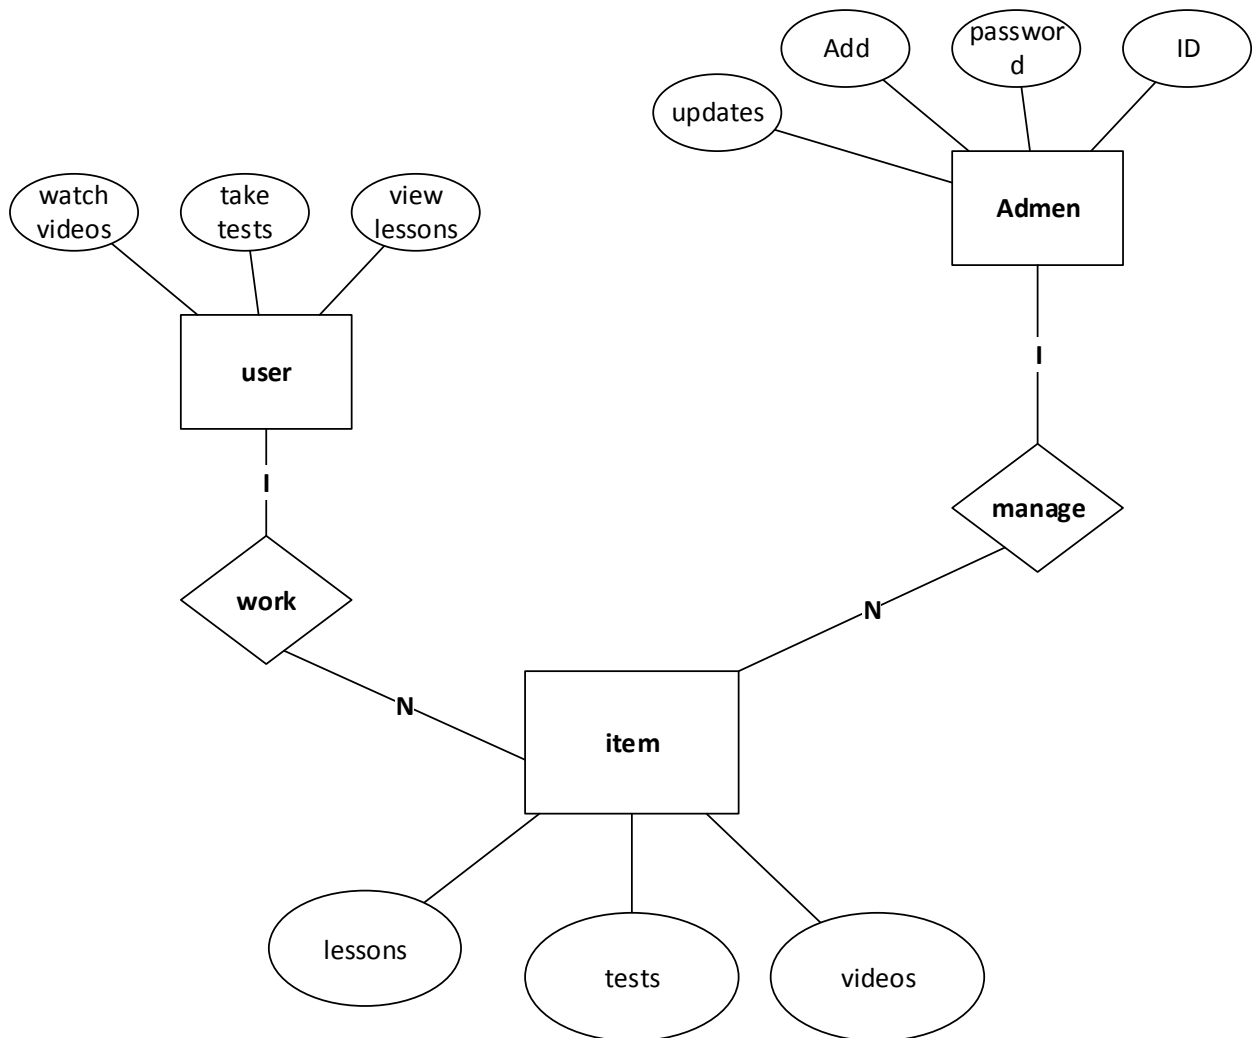 Add
passwor
d
ID
updates
watch
videos
take
tests
view
lessons
Admen
user
I
I
manage
work
N
N
item
lessons
tests
videos